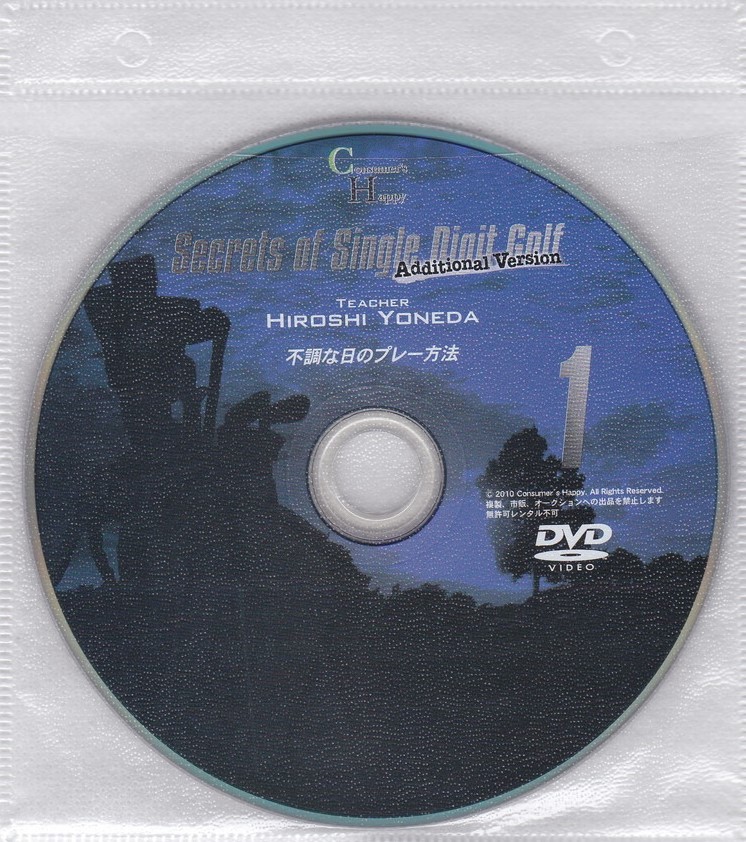 Consumer's
Happy
Secrets of Single Digit Golf
Additional Version
TEACHER
HIROSHI YONEDA
不調な日のプレー方法
1
© 2010 Consumer's Happy. All Rights Reserved.
複製、市販、オークションへの出品を禁止します
無許可レンタル不可
DVD
VIDEO